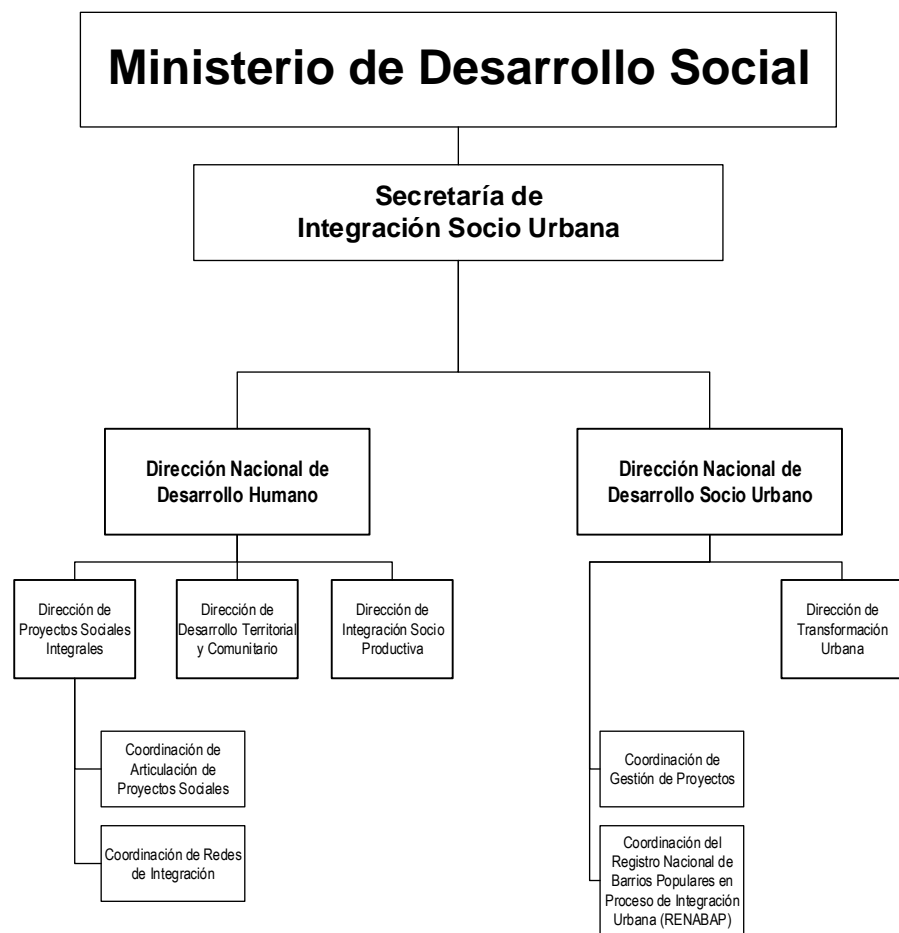 Ministerio de Desarrollo Social
Secretaría de
Integración Socio Urbana
Dirección Nacional de
Desarrollo Humano
Dirección Nacional de
Desarrollo Socio Urbano
Dirección de
Proyectos Sociales
Integrales
Dirección de
Desarrollo Territorial
y Comunitario
Dirección de
Integración Socio
Productiva
Dirección de
Transformación
Urbana
Coordinación de
Articulación de
Proyectos Sociales
Coordinación de
Gestión de Proyectos
Coordinación de Redes
de Integración
Coordinación del
Registro Nacional de
Barrios Populares en
Proceso de Integración
Urbana (RENABAP)